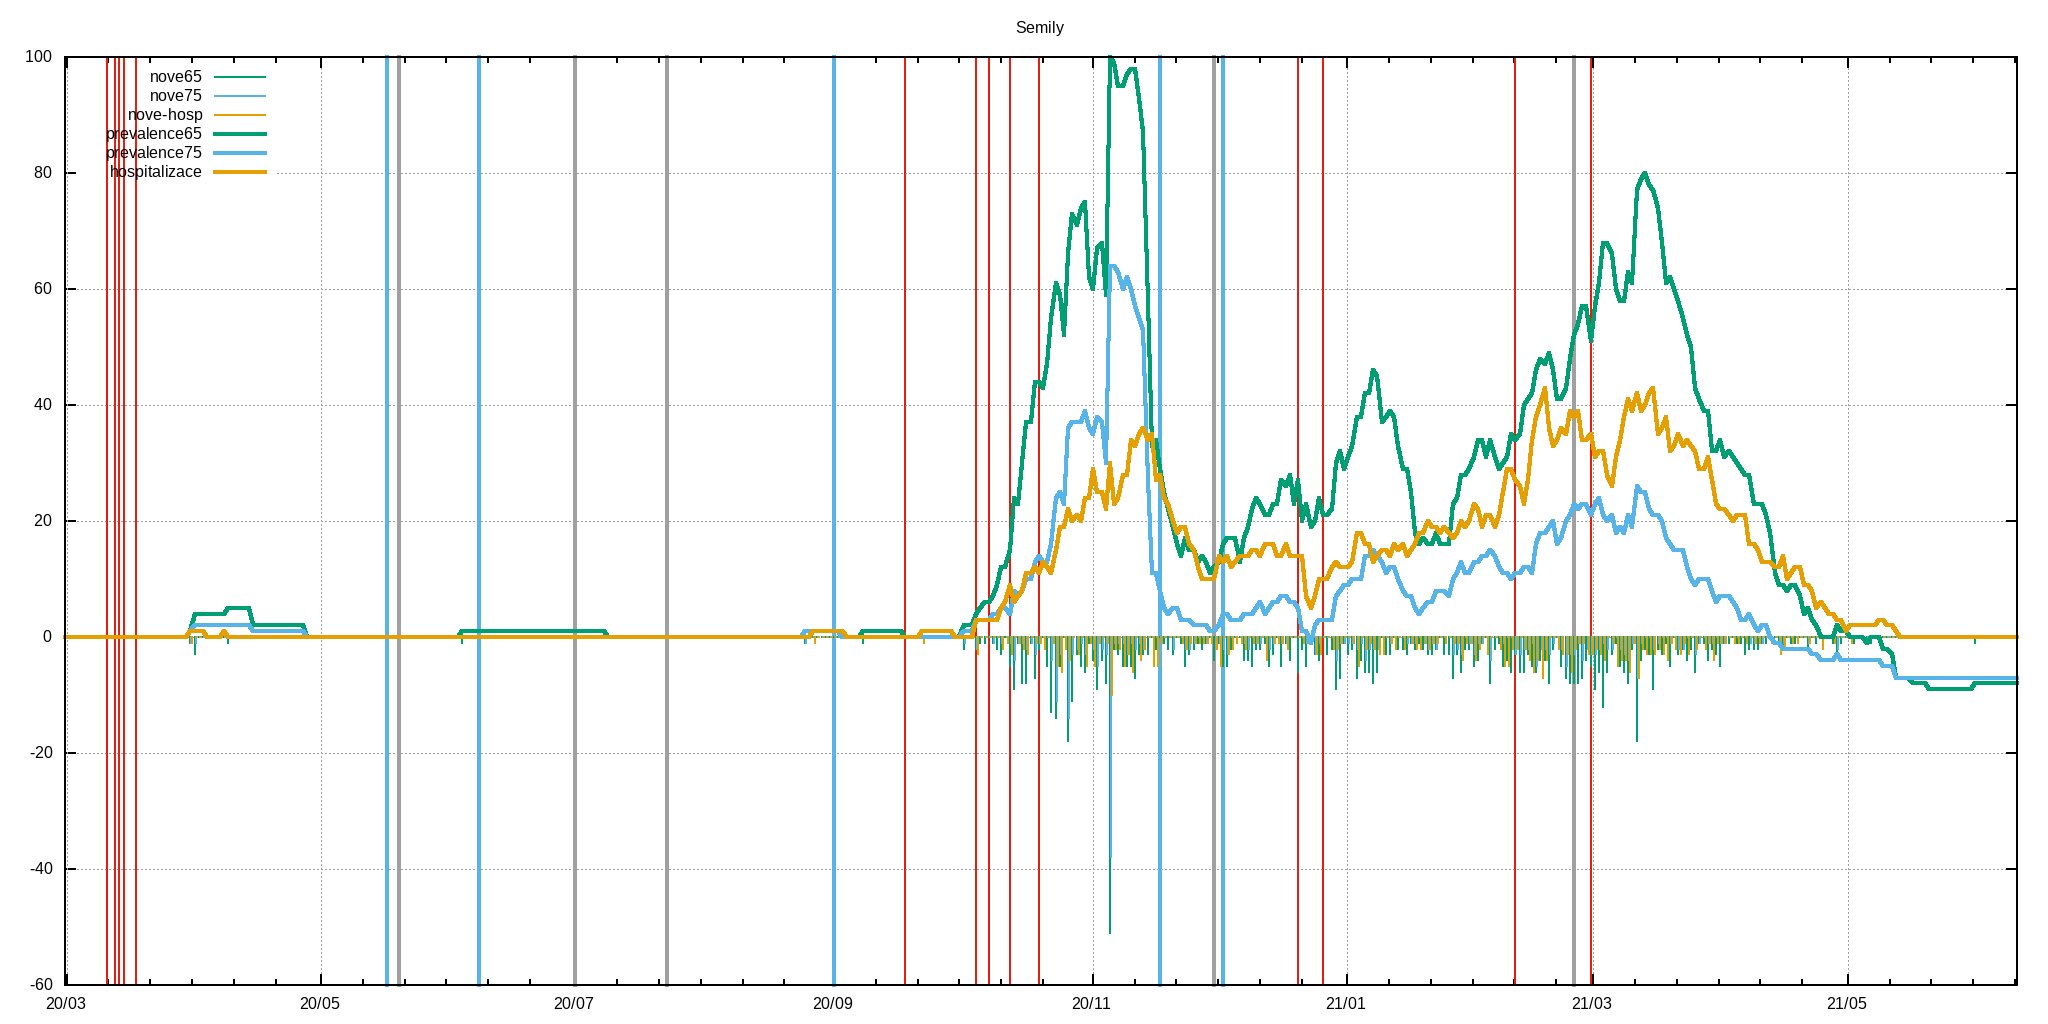 Semily
100
nove65
nove75
nove-hosp
prevalence65
prevalence75
hospitalizace
80
60
40
20
0
-20
-40
-60
20/03 20/05 20/07 20/09 20/11 21/01 21/03 21/05